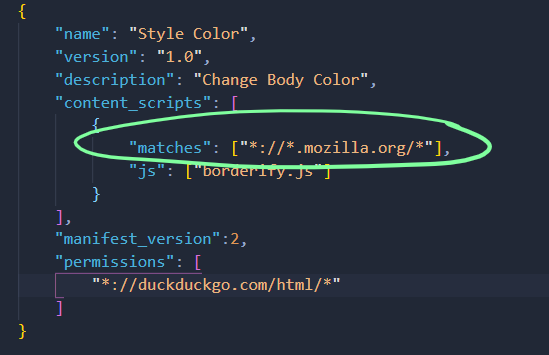 {
"name": "Style Color",
"version": "1.0",
"description": "Change Body Color",
"content_scripts": [
{
"matches": ["*://*.mozilla.org/*"],
"js": ["borderify.js"]
}
],
"manifest_version":2,
"permissions": [
"*://duckduckgo.com/html/*"
]
}